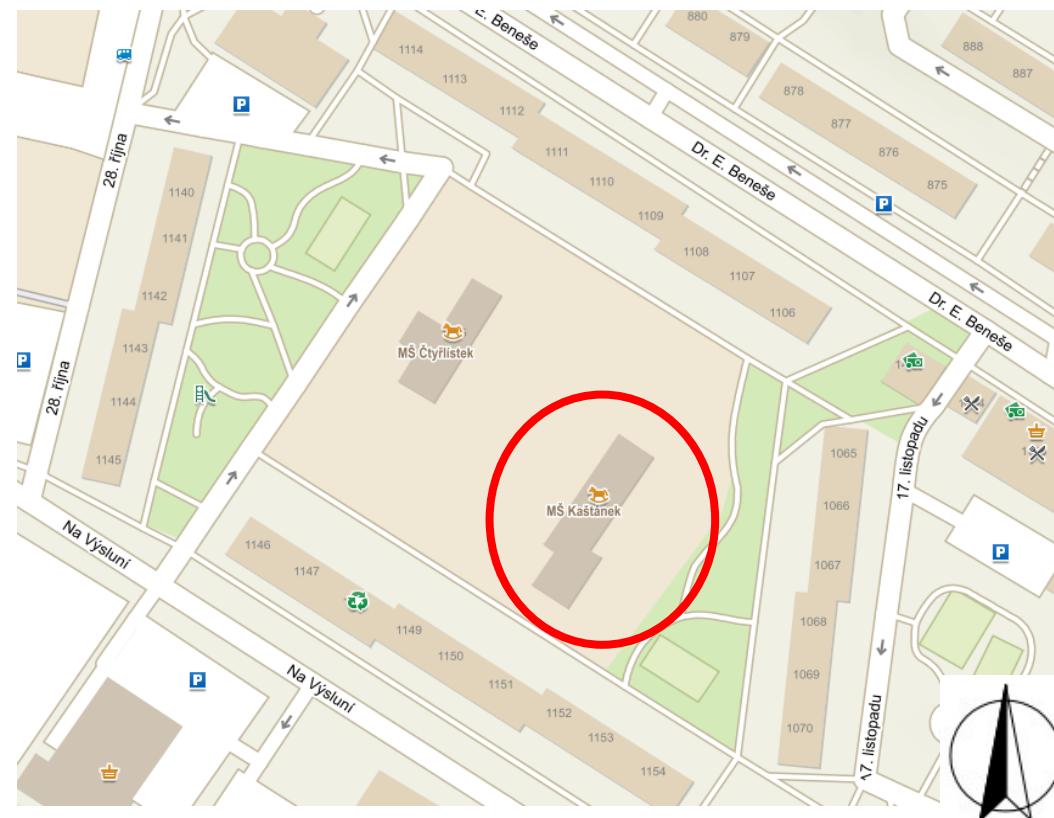 E. Beneše
880
879
888
887
1114
1113
1112
878
877
876
875
P
28. října
1111
1110
1109
1108
1107
1106
Dr. E. Beneše
P
1140
1141
1142
1143
1144
1145
P
28. října
MŠ Čtyřlístek
Dr. E. Beneše
17. listopadu
1065
1066
1067
1068
1069
1070
MŠ Kaštánek
P
Na Výsluní
1146
1147
1149
1150
1151
1152
1153
1154
P
Na Výsluní
17. listopadu